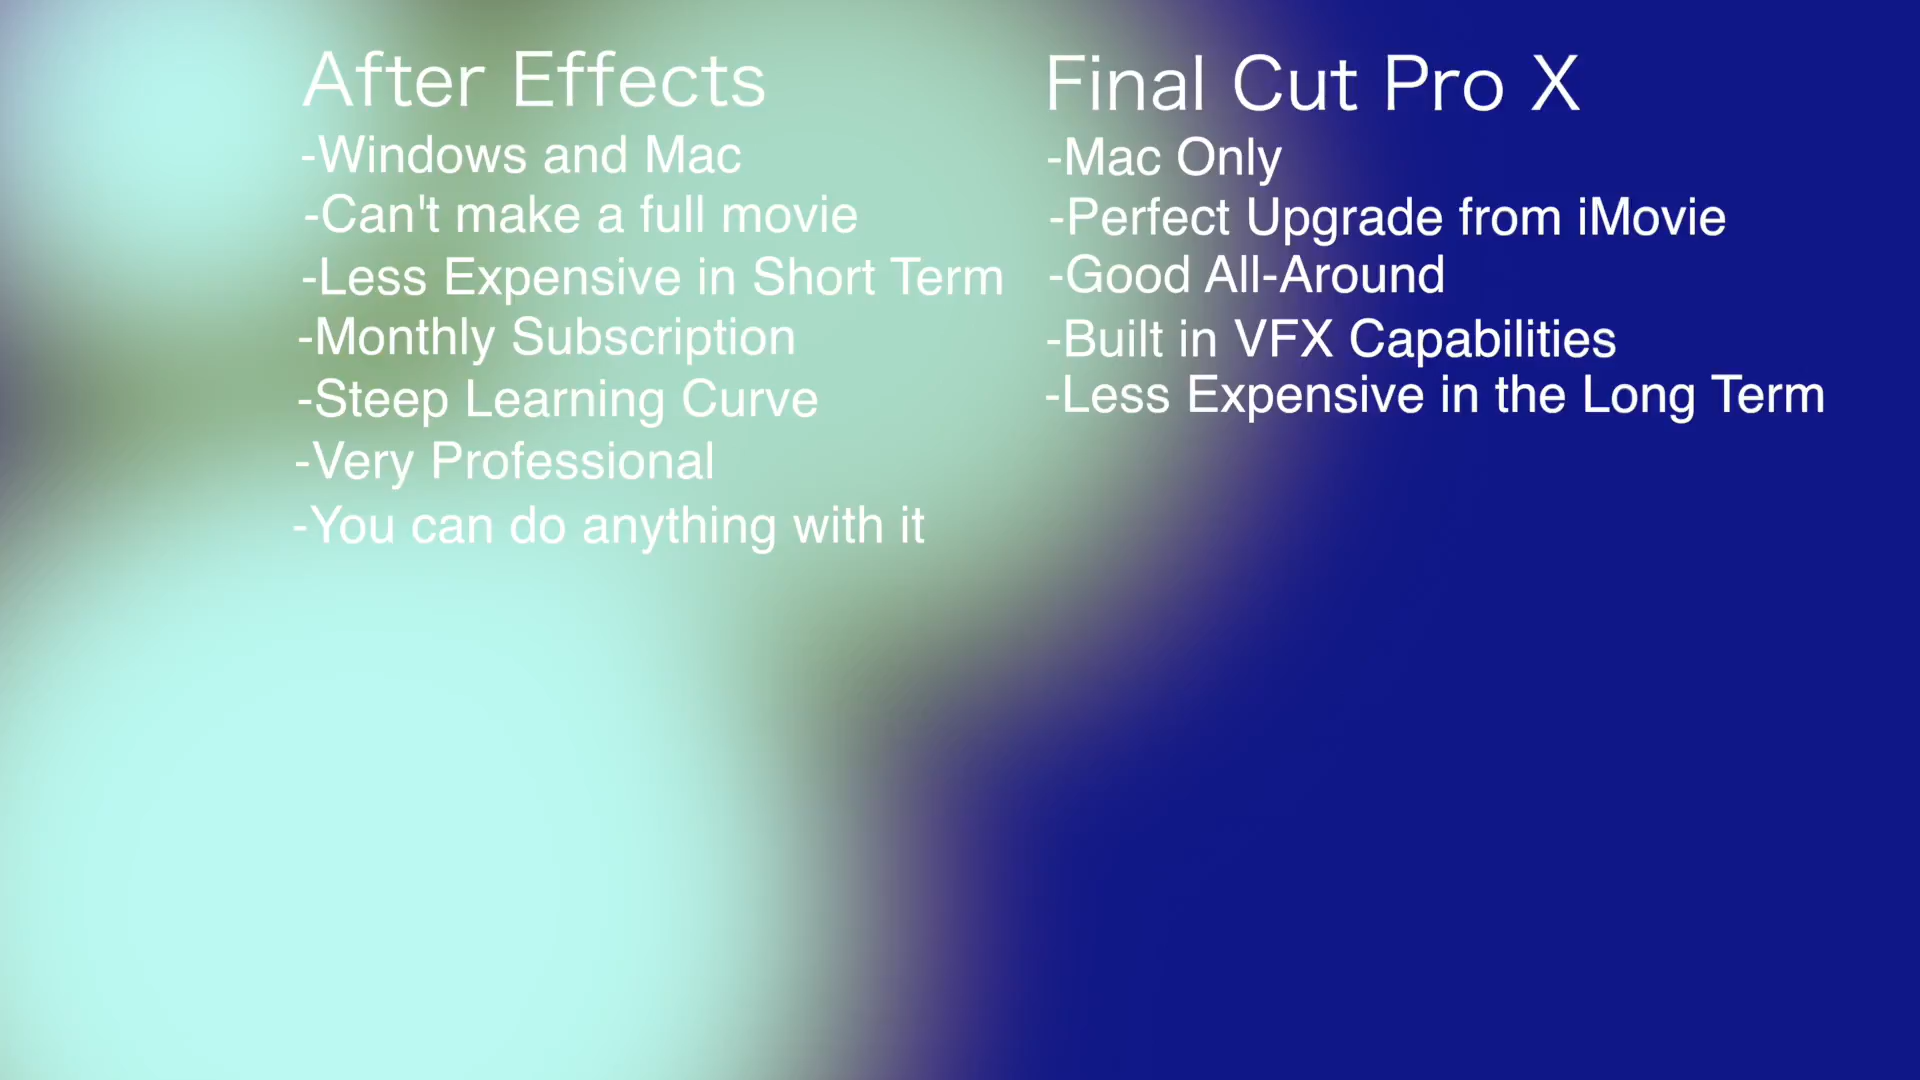 After Effects
-Windows and Mac
-Can't make a full movie
-Less Expensive in Short Term
-Monthly Subscription
-Steep Learning Curve
-Very Professional
-You can do anything with it
Final Cut Pro X
-Mac Only
-Perfect Upgrade from iMovie
-Good All-Around
-Built in VFX Capabilities
-Less Expensive in the Long Term